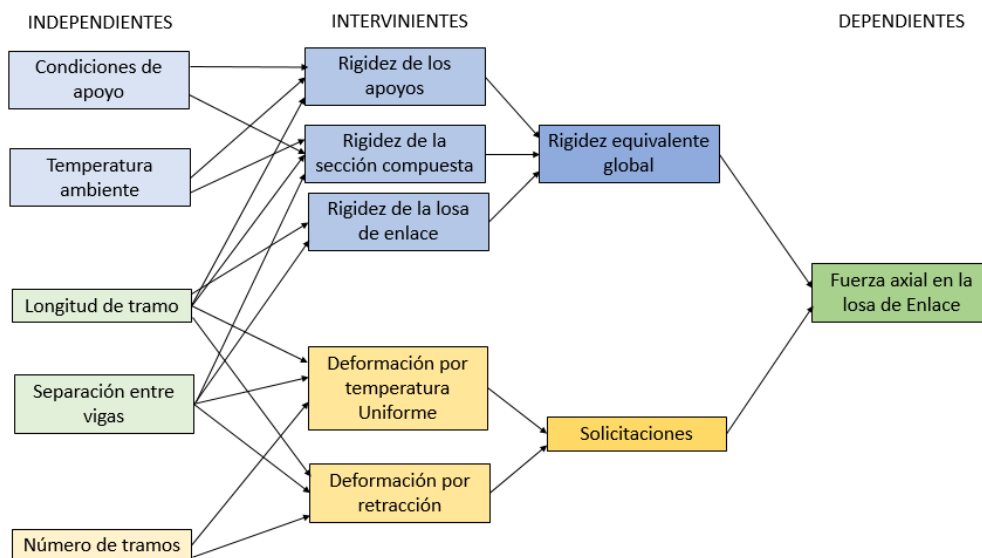 INDEPENDIENTES
INTERVINIENTES
DEPENDIENTES
Condiciones de
apoyo
Temperatura
ambiente
Longitud de tramo
Separación entre
vigas
Número de tramos
Rigidez de los
apoyos
Rigidez de la
sección compuesta
Rigidez de la losa
de enlace
Deformación por
temperatura
Uniforme
Deformación por
retracción
Rigidez equivalente
global
Solicitaciones
Fuerza axial en la
losa de Enlace